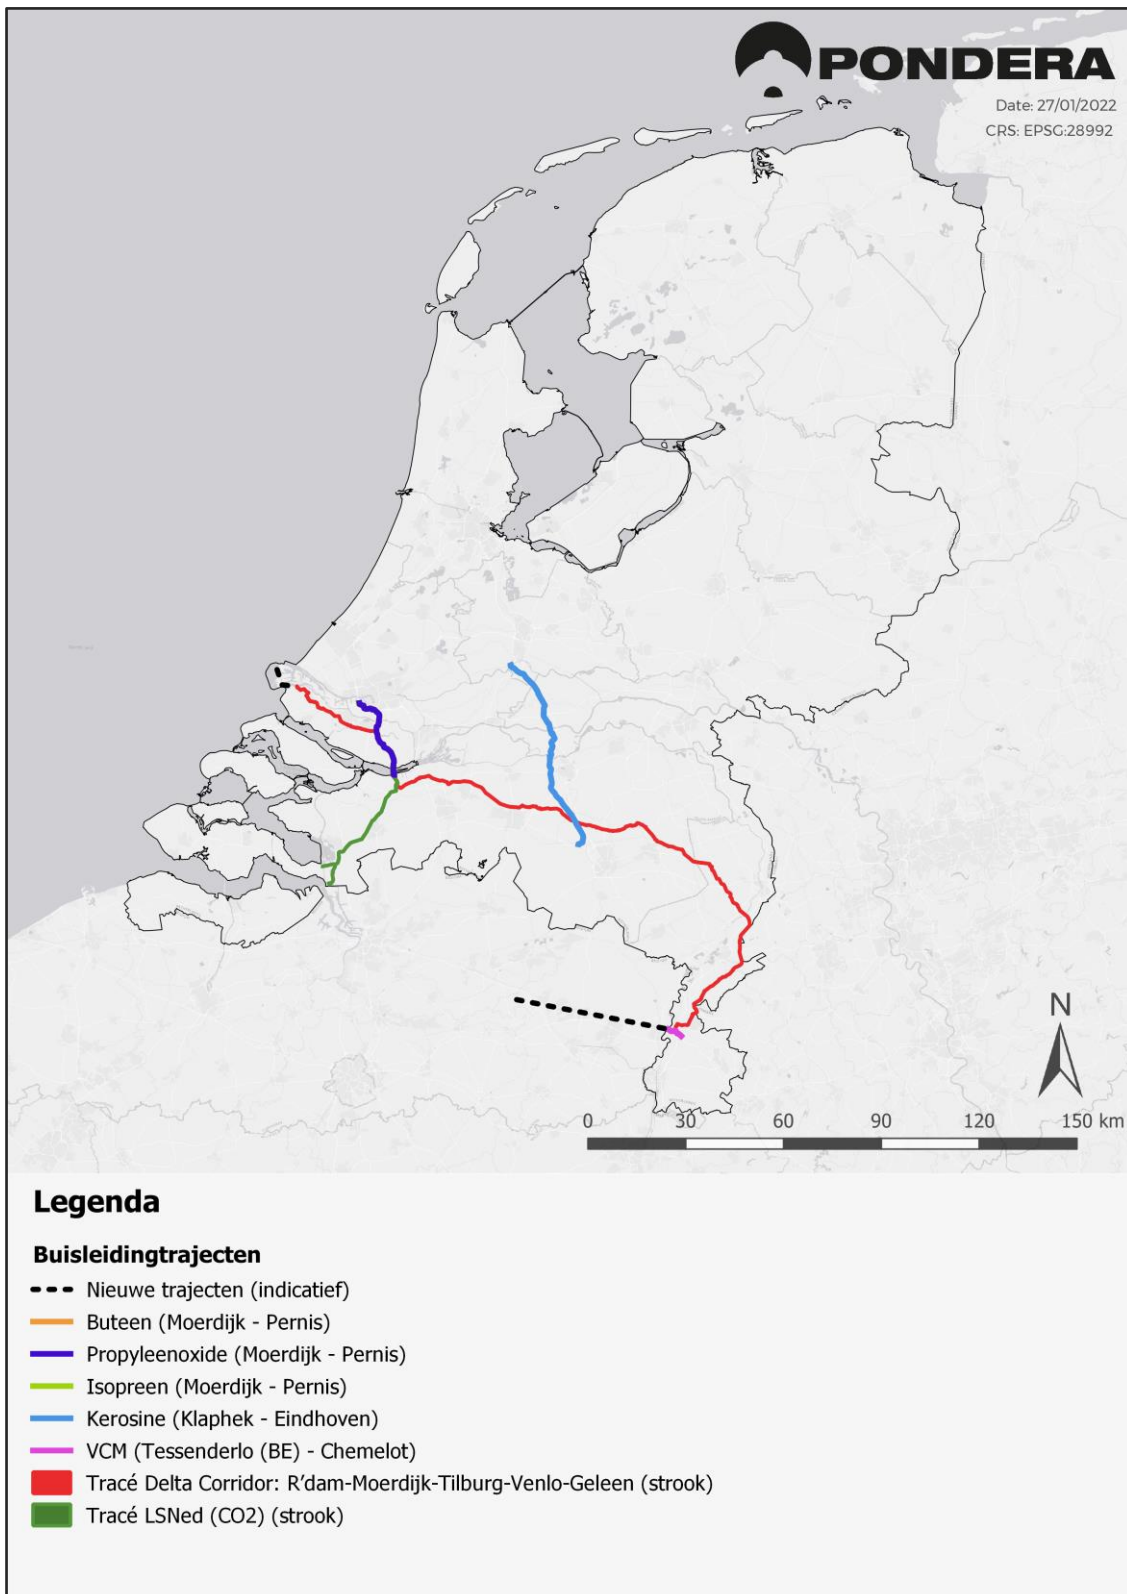 PONDERA
Date: 27/01/2022
CRS: EPSG:28992
N
0 30 60 90 120 150 km
Legenda
Buisleidingtrajecten
Nieuwe trajecten (indicatief)
Buteen (Moerdijk - Pernis)
Propyleenoxide (Moerdijk - Pernis)
Isopreen (Moerdijk - Pernis)
Kerosine (Klaphek - Eindhoven)
VCM (Tessenderlo (BE) - Chemelot)
Tracé Delta Corridor: R'dam-Moerdijk-Tilburg-Venlo-Geleen (strook)
Tracé LSNed (CO2) (strook)